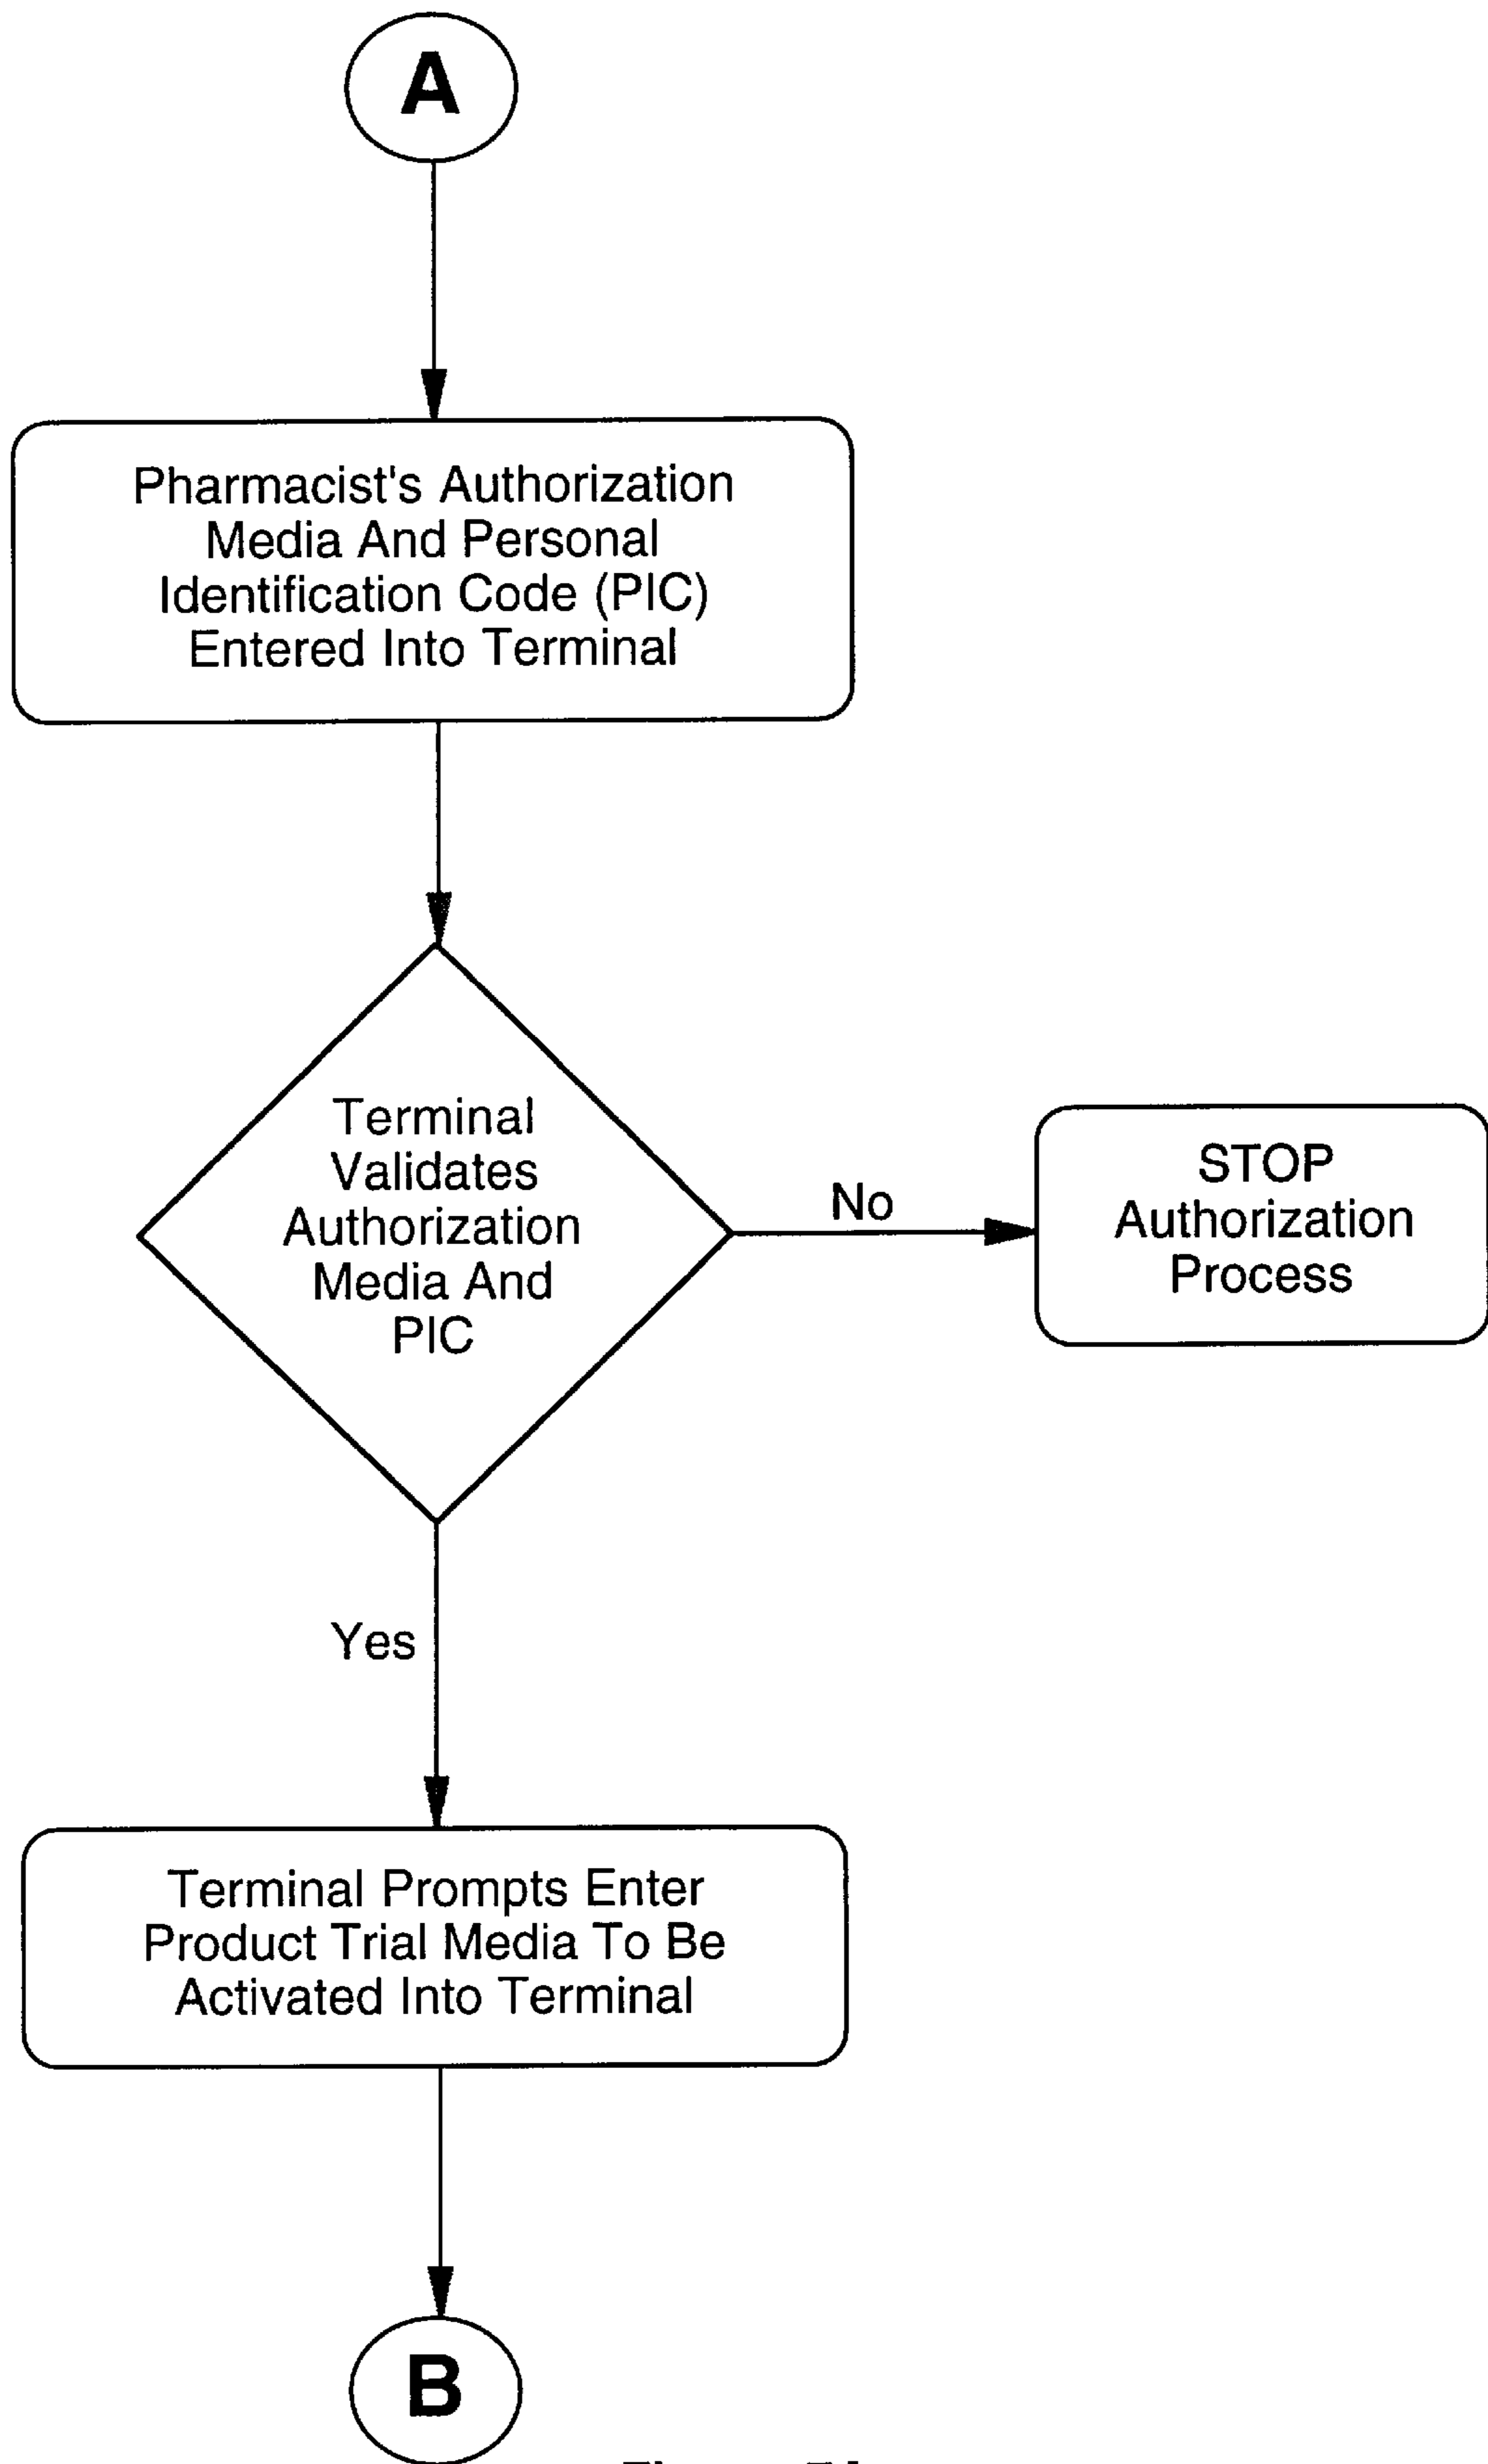 A
Pharmacist's Authorization
Media And Personal
Identification Code (PIC)
Entered Into Terminal
Terminal
Validates
Authorization
Media And
PIC
No
STOP
Authorization
Process
Yes
Terminal Prompts Enter
Product Trial Media To Be
Activated Into Terminal
B